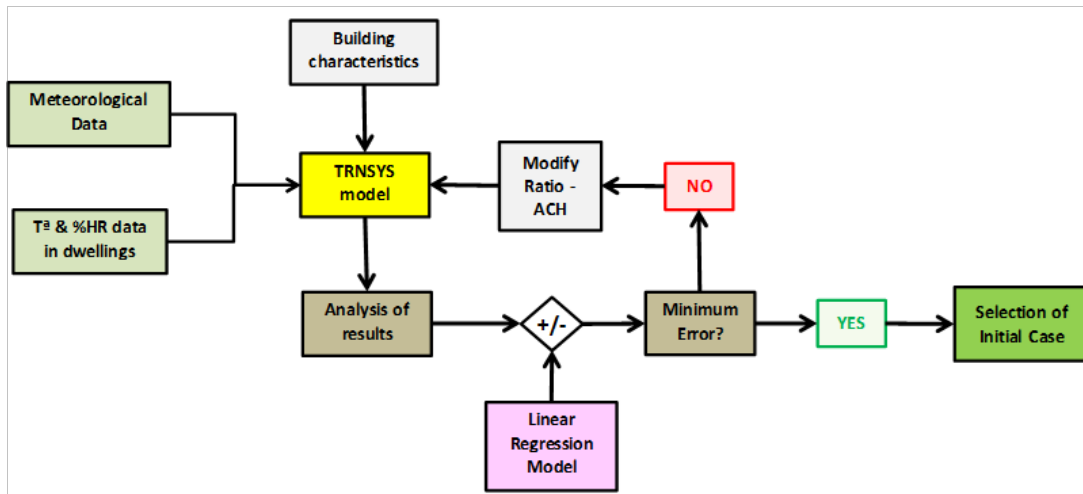 Building
characteristics
Meteorological
Data
TRNSYS
model
Modify
Ratio -
ACH
NO
Tª & %HR data
in dwellings
Analysis of
results
+/-
Minimum
Error?
YES
Selection of
Initial Case
Linear
Regression
Model